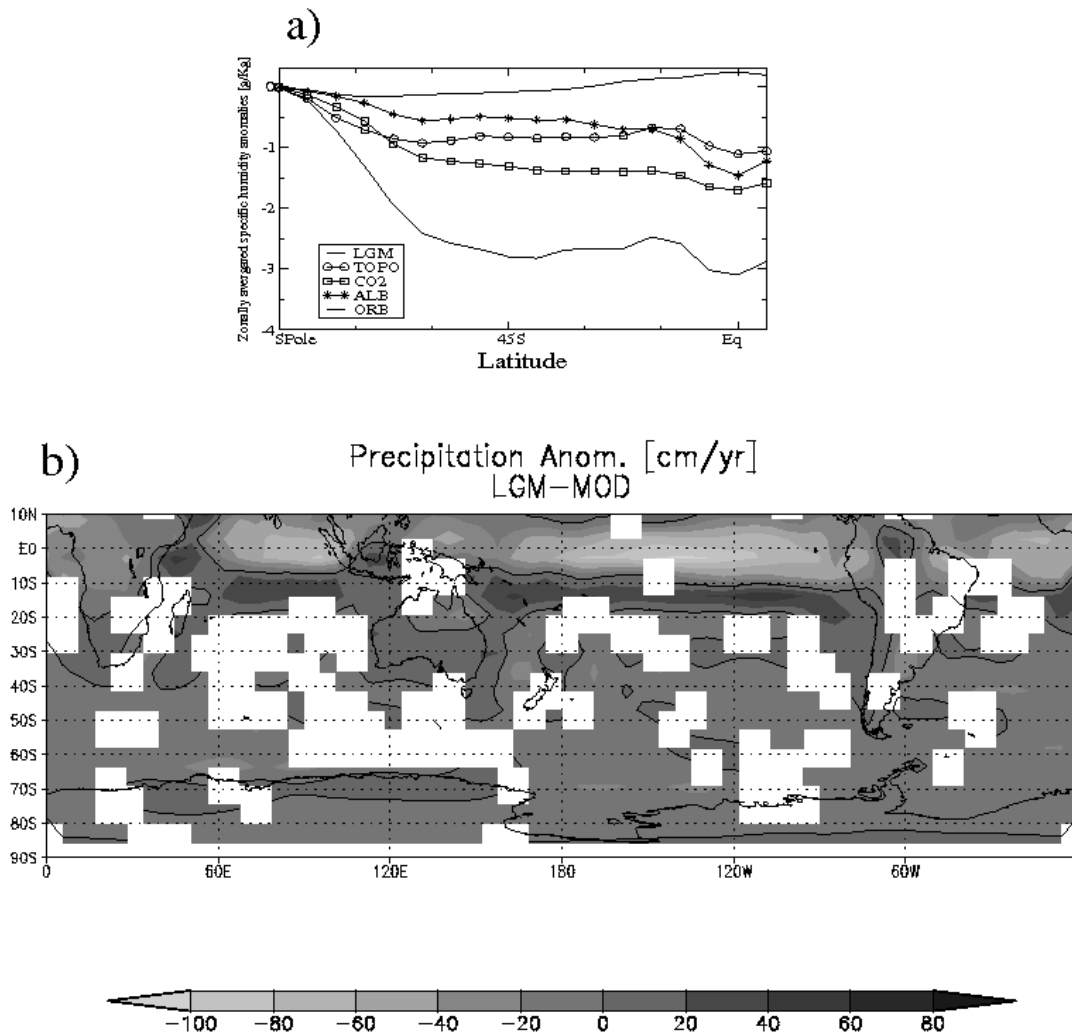 a)
Zonally averaged specific humidity anomalies [g/Kg]
0
-1
-2
-3
-4
LGM
TOPO
CO2
ALB
ORB
SPole 45S Eq
Latitude
b)
Precipitation Anom. [cm/yr]
LGM-MOD
10N
EQ
10S
20S
30S
40S
50S
60S
70S
80S
90S
0 60E 120E 180 120W 60W
-100 -80 -60 -40 -20 0 20 40 60 80